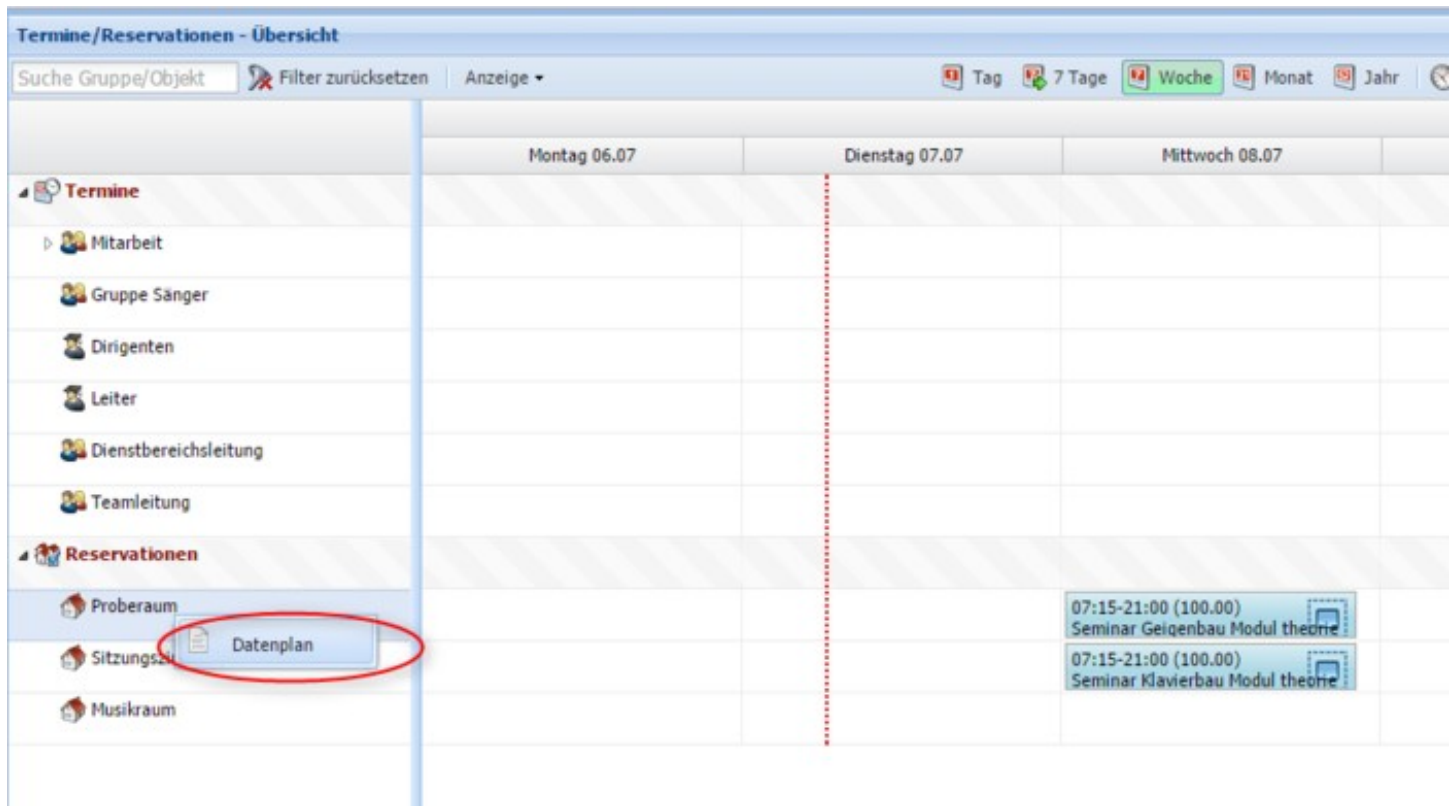 Termine/Reservationen - Übersicht
Suche Gruppe/Objekt Filter zurücksetzen Anzeige Tag 7 Tage Woche Monat Jahr
Montag 06.07 Dienstag 07.07 Mittwoch 08.07
Termine
Mitarbeit
Gruppe Sänger
Dirigenten
Leiter
Dienstbereichsleitung
Teamleitung
Reservationen
Proberaum
07:15-21:00 (100.00)
Seminar Geigenbau Modul theorie
Datenplan
07:15-21:00 (100.00)
Seminar Klavierbau Modul theorie
Musikraum